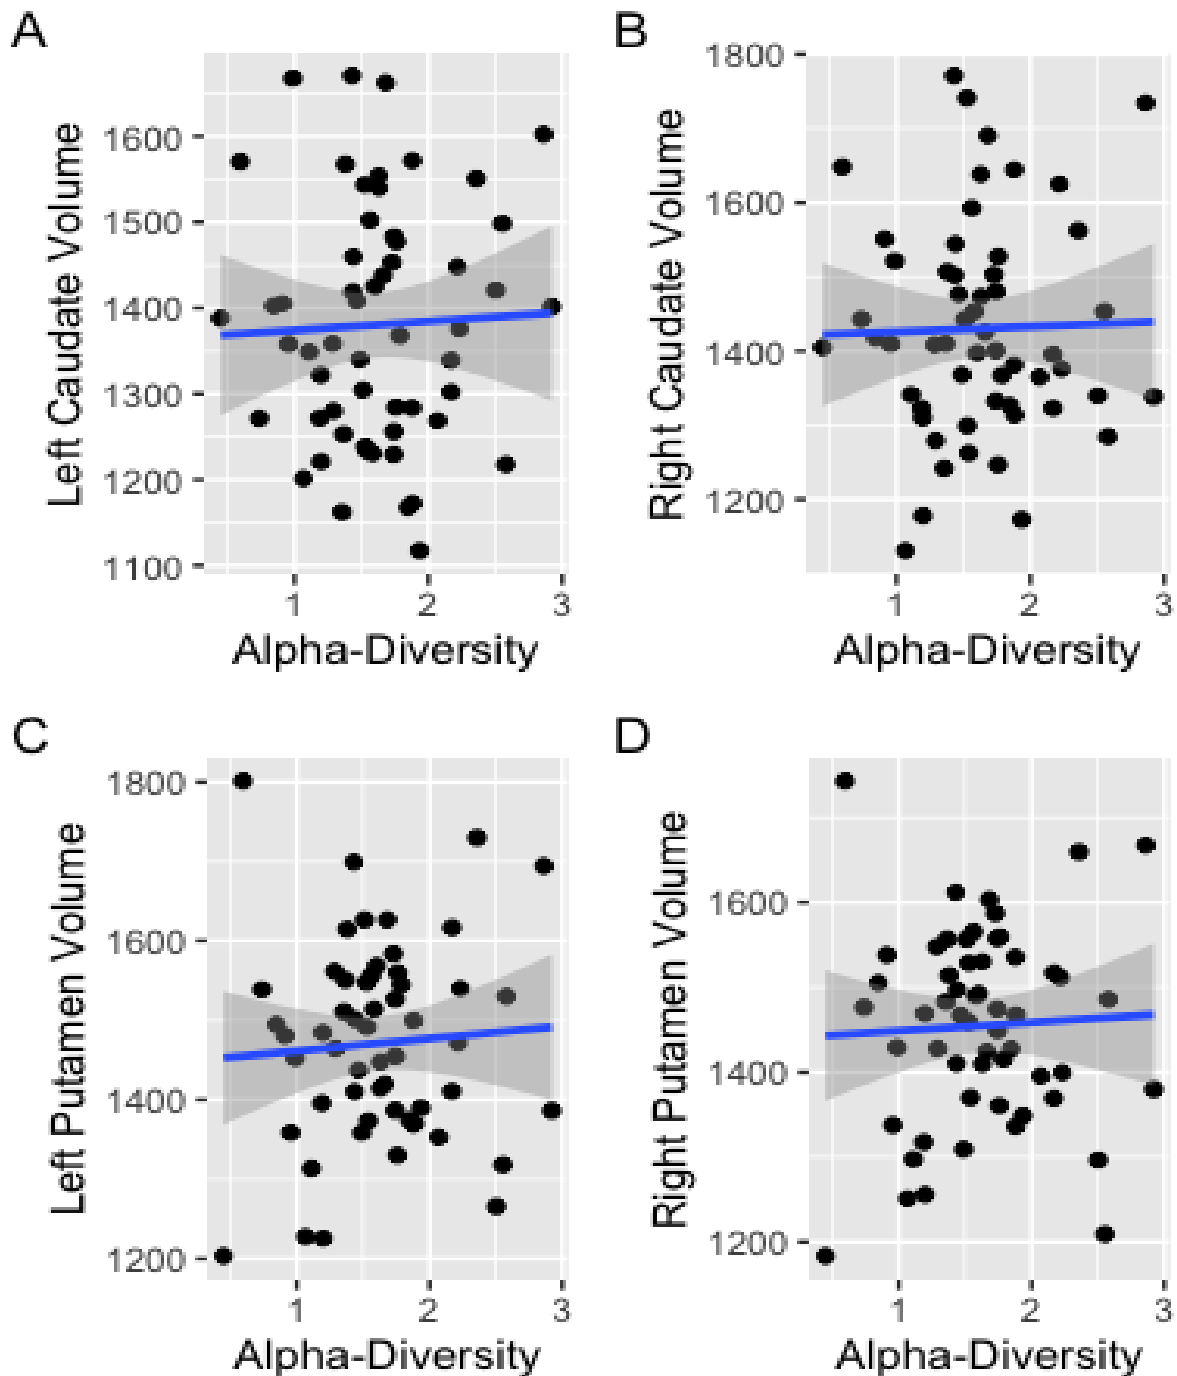 A
Left Caudate Volume
1600
1500
1400
1300
1200
1100
1 2 3
Alpha-Diversity
B
Right Caudate Volume
1800
1600
1400
1200
1 2 3
Alpha-Diversity
C
Left Putamen Volume
1800
1600
1400
1200
1 2 3
Alpha-Diversity
D
Right Putamen Volume
1600
1400
1200
1 2 3
Alpha-Diversity